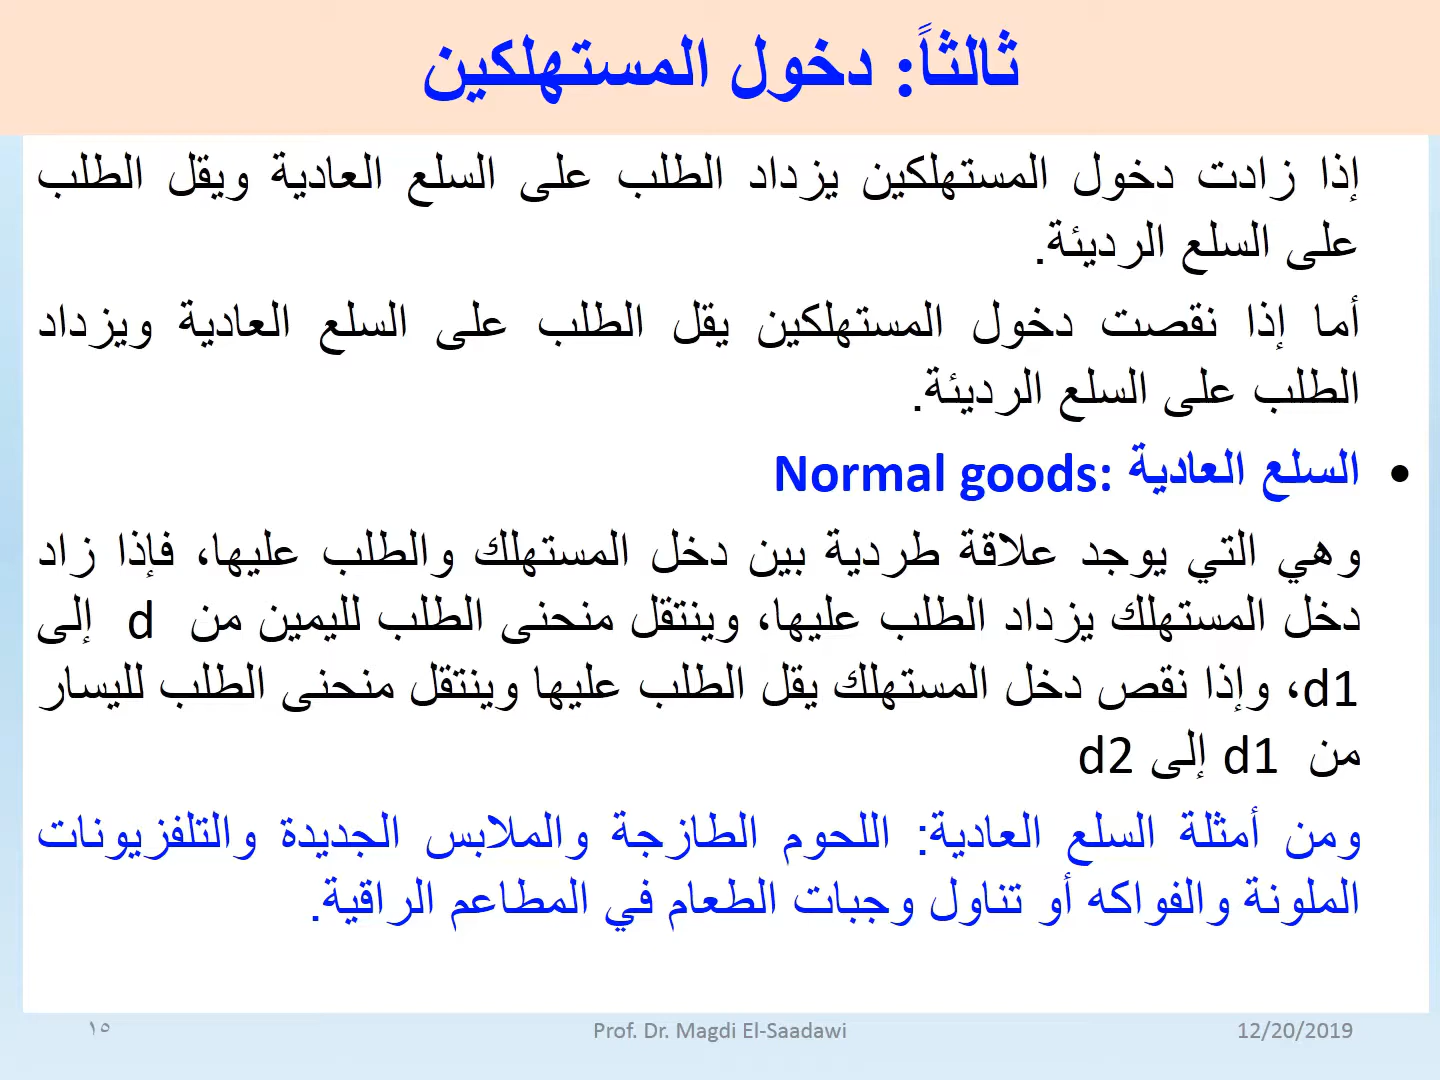 ثالثاً: دخول المستهلكين
إذا زادت دخول المستهلكين يزداد الطلب على السلع العادية ويقل الطلب
على السلع الرديئة.
أما إذا نقصت دخول المستهلكين يقل الطلب على السلع العادية ويزداد
الطلب على السلع الرديئة.
• السلع العادية Normal goods:
وهي التي يوجد علاقة طردية بين دخل المستهلك والطلب عليها، فإذا زاد
دخل المستهلك يزداد الطلب عليها، وينتقل منحنى الطلب لليمين من d إلى
d1، وإذا نقص دخل المستهلك يقل الطلب عليها وينتقل منحنى الطلب لليسار
من d1 إلى d2
ومن أمثلة السلع العادية: اللحوم الطازجة والملابس الجديدة والتلفزيونات
الملونة والفواكه أو تناول وجبات الطعام في المطاعم الراقية.
١٥
Prof. Dr. Magdi El-Saadawi
12/20/2019